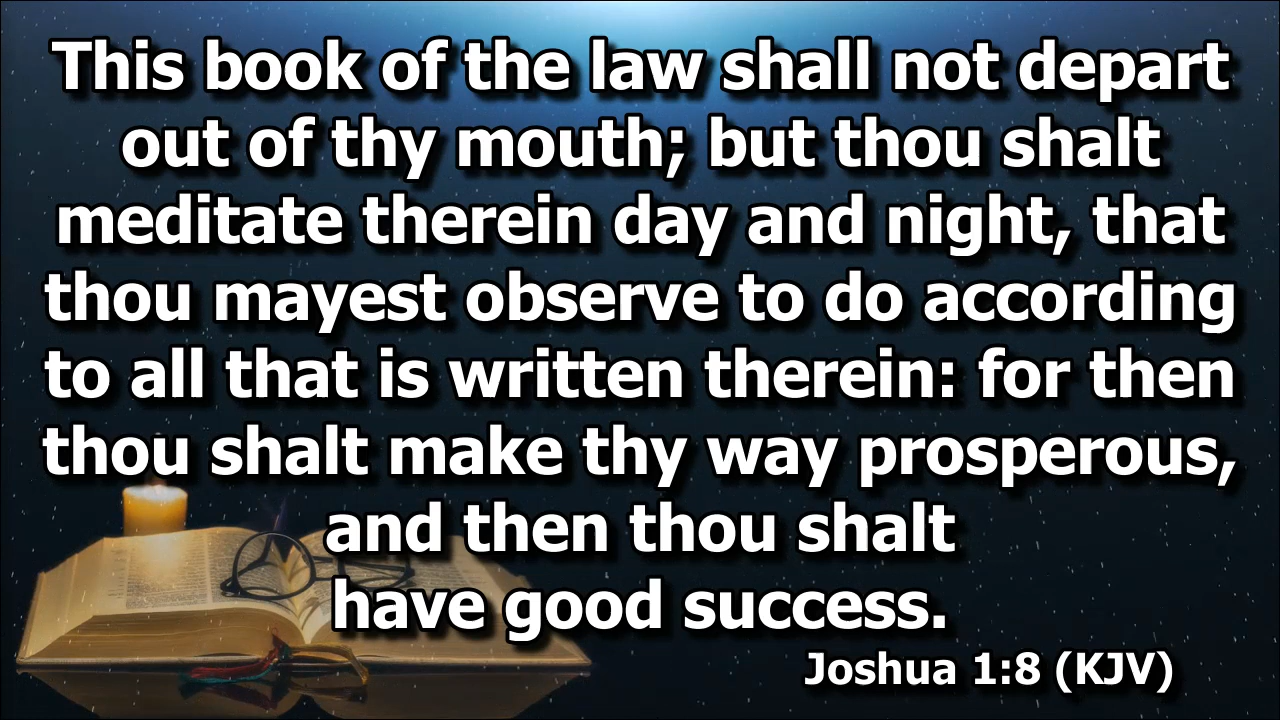 This book of the law shall not depart
out of thy mouth; but thou shalt
meditate therein day and night, that
thou mayest observe to do according
to all that is written therein: for then
thou shalt make thy way prosperous,
and then thou shalt
have good success.
Joshua 1:8 (KJV)